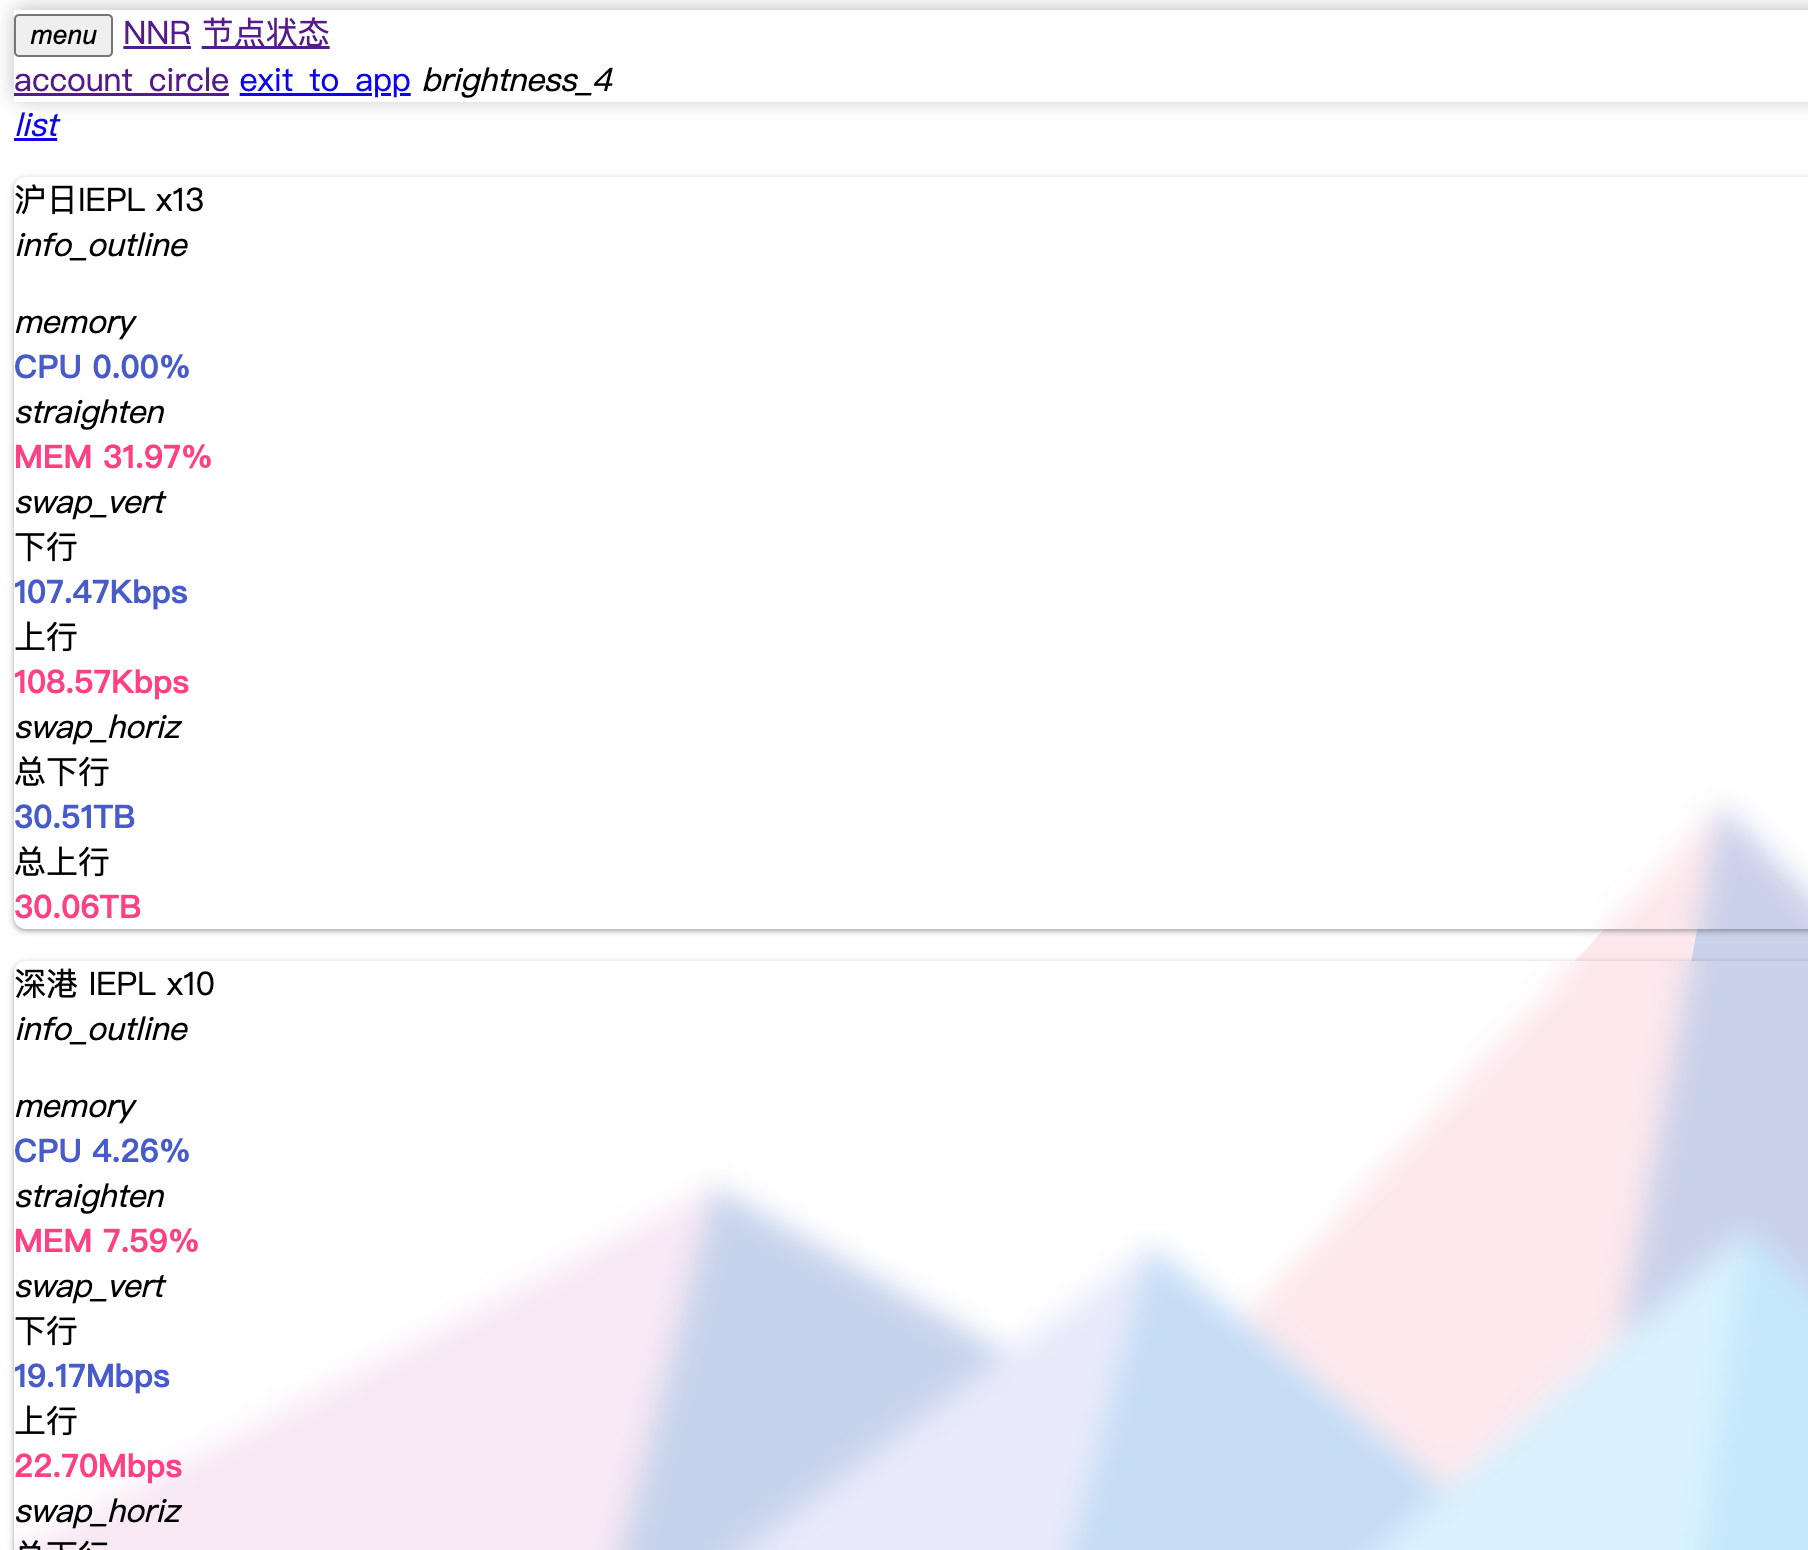 menu NNR 节点状态
account_circle exit_to_app brightness_4
list
沪日IEPL x13
info_outline
memory
CPU 0.00%
straighten
MEM 31.97%
swap_vert
下行
107.47Kbps
上行
108.57Kbps
swap_horiz
总下行
30.51TB
总上行
30.06TB
深港 IEPL x10
info_outline
memory
CPU 4.26%
straighten
MEM 7.59%
swap_vert
下行
19.17Mbps
上行
22.70Mbps
swap_horiz
总下行